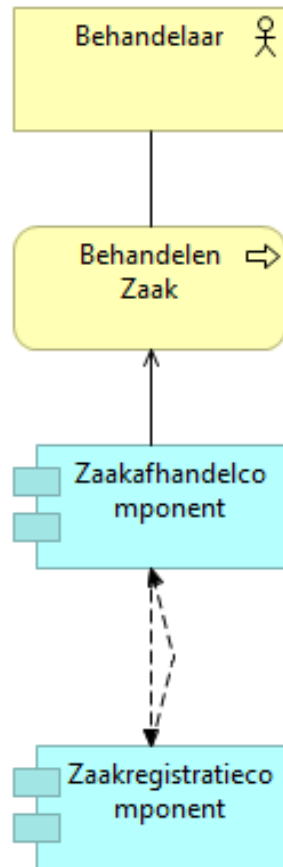 Behandelaar
Behandelen
Zaak
Zaakafhandelco
mponent
Zaakregistratieco
mponent